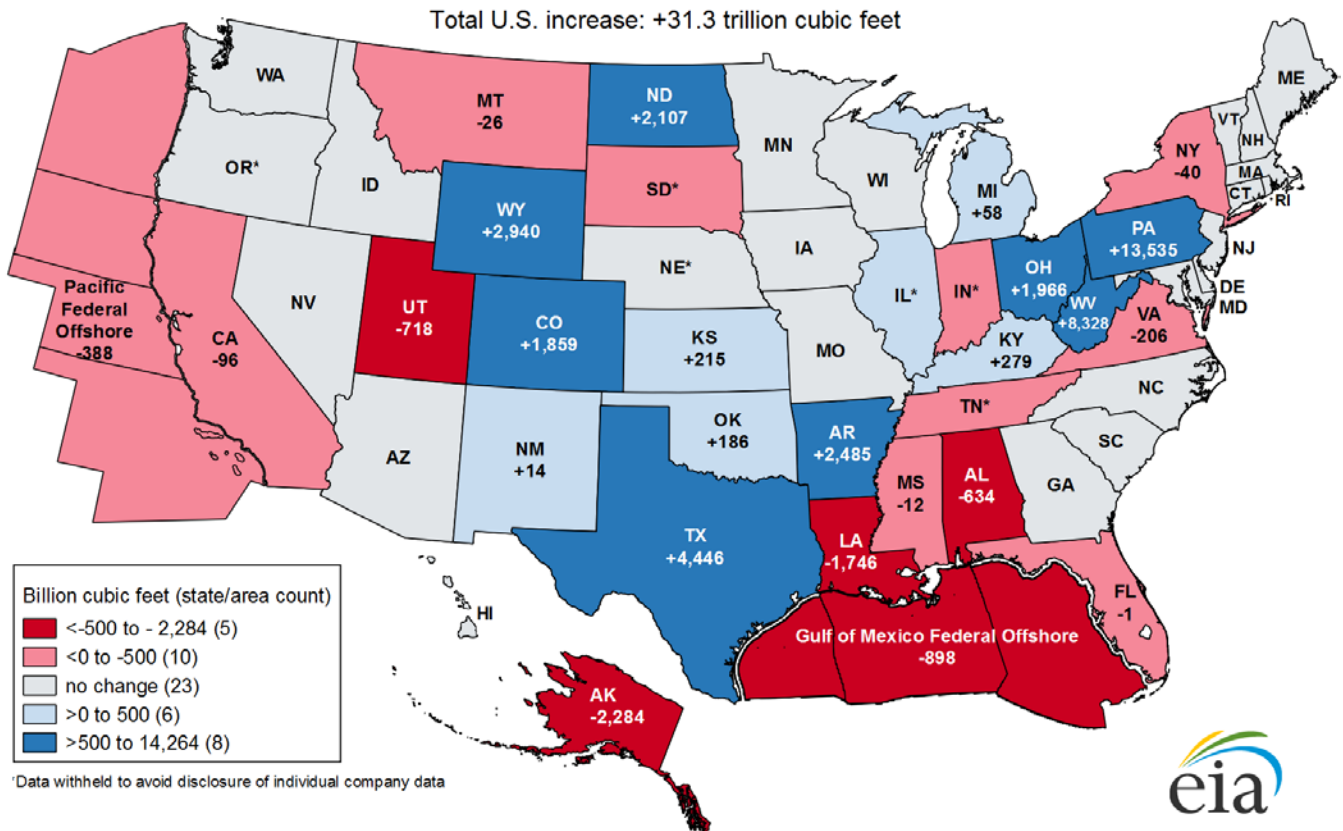 Total U.S. increase: +31.3 trillion cubic feet
WA
MT
-26
ND
+2,107
MN
ME
VT
NH
OR*
ID
SD*
WI
NY
-40
MA
CT
RI
WY
+2,940
MI
+58
IA
PA
+13,535
NE*
OH
+1,966
NJ
IL*
IN*
DE
MD
Pacific
Federal
Offshore
-388
NV
UT
-718
CO
+1,859
WV
+8,328
VA
-206
CA
-96
KS
+215
MO
KY
+279
NC
TN*
OK
+186
AR
+2,485
AZ
NM
+14
SC
MS
-12
AL
-634
GA
TX
+4,446
LA
-1,746
FL
-1
HI
Gulf of Mexico Federal Offshore
-898
AK
-2,284
Billion cubic feet (state/area count)
<-500 to - 2,284 (5)
<0 to -500 (10)
no change (23)
>0 to 500 (6)
>500 to 14,264 (8)
*Data withheld to avoid disclosure of individual company data
eia